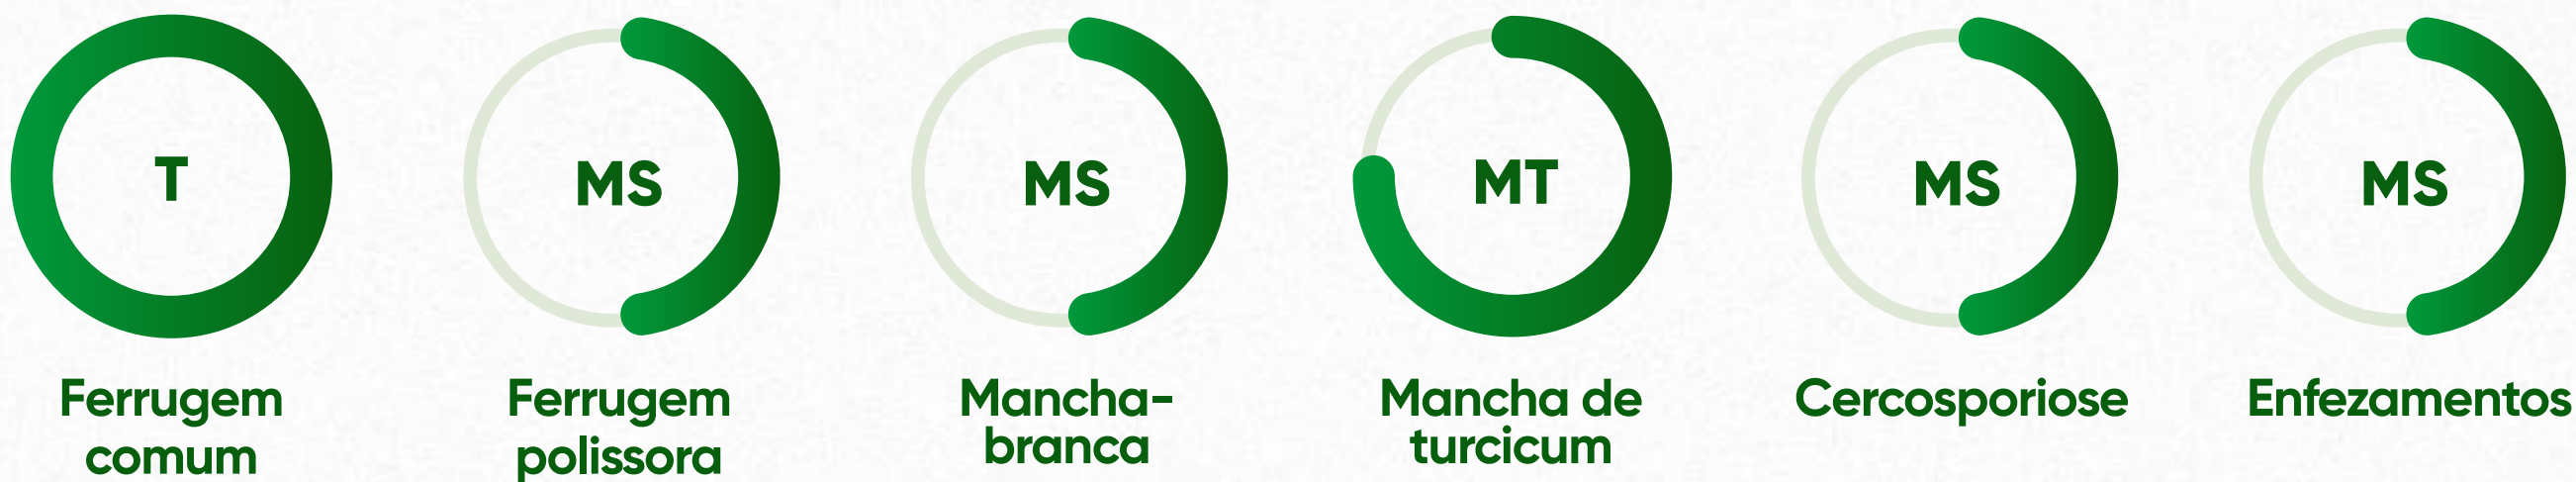 T
MS
MS
MT
MS
MS
Ferrugem
comum
Ferrugem
polissora
Mancha-
branca
Mancha de
turcicum
Cercosporiose
Enfezamentos